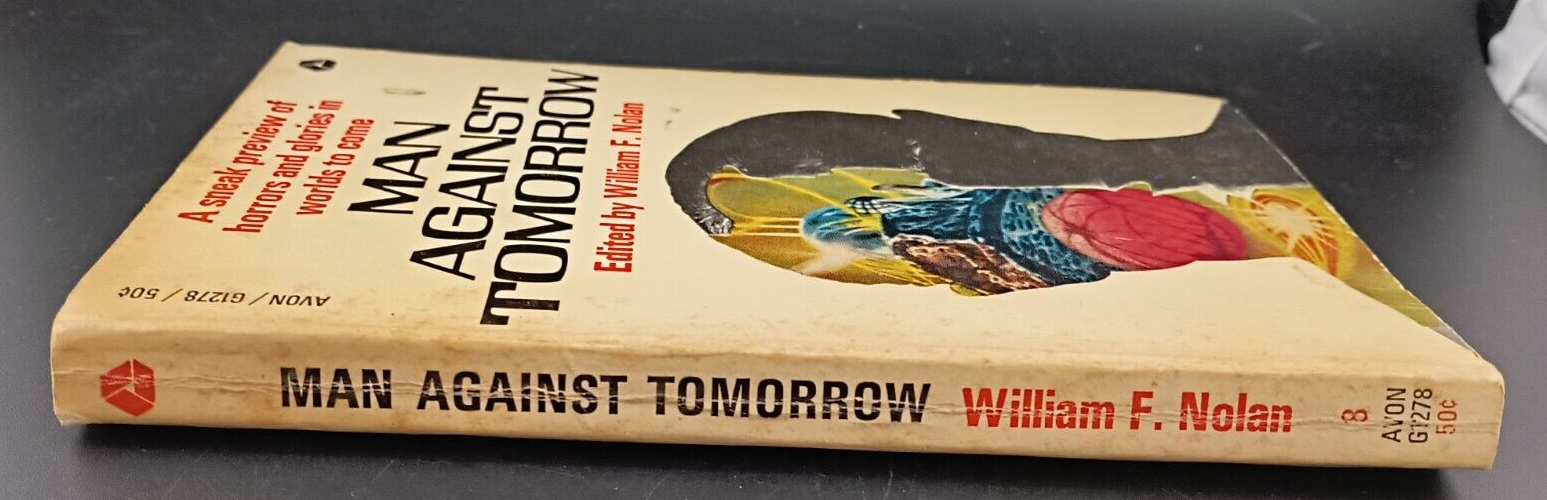 A sneak preview of
horrors and glories in
worlds to come
MAN
AGAINST
TOMORROW
Edited by William F. Nolan
AVON / G1278 / 50¢
MAN AGAINST TOMORROW William F. Nolan
8
AVON
G1278
50¢